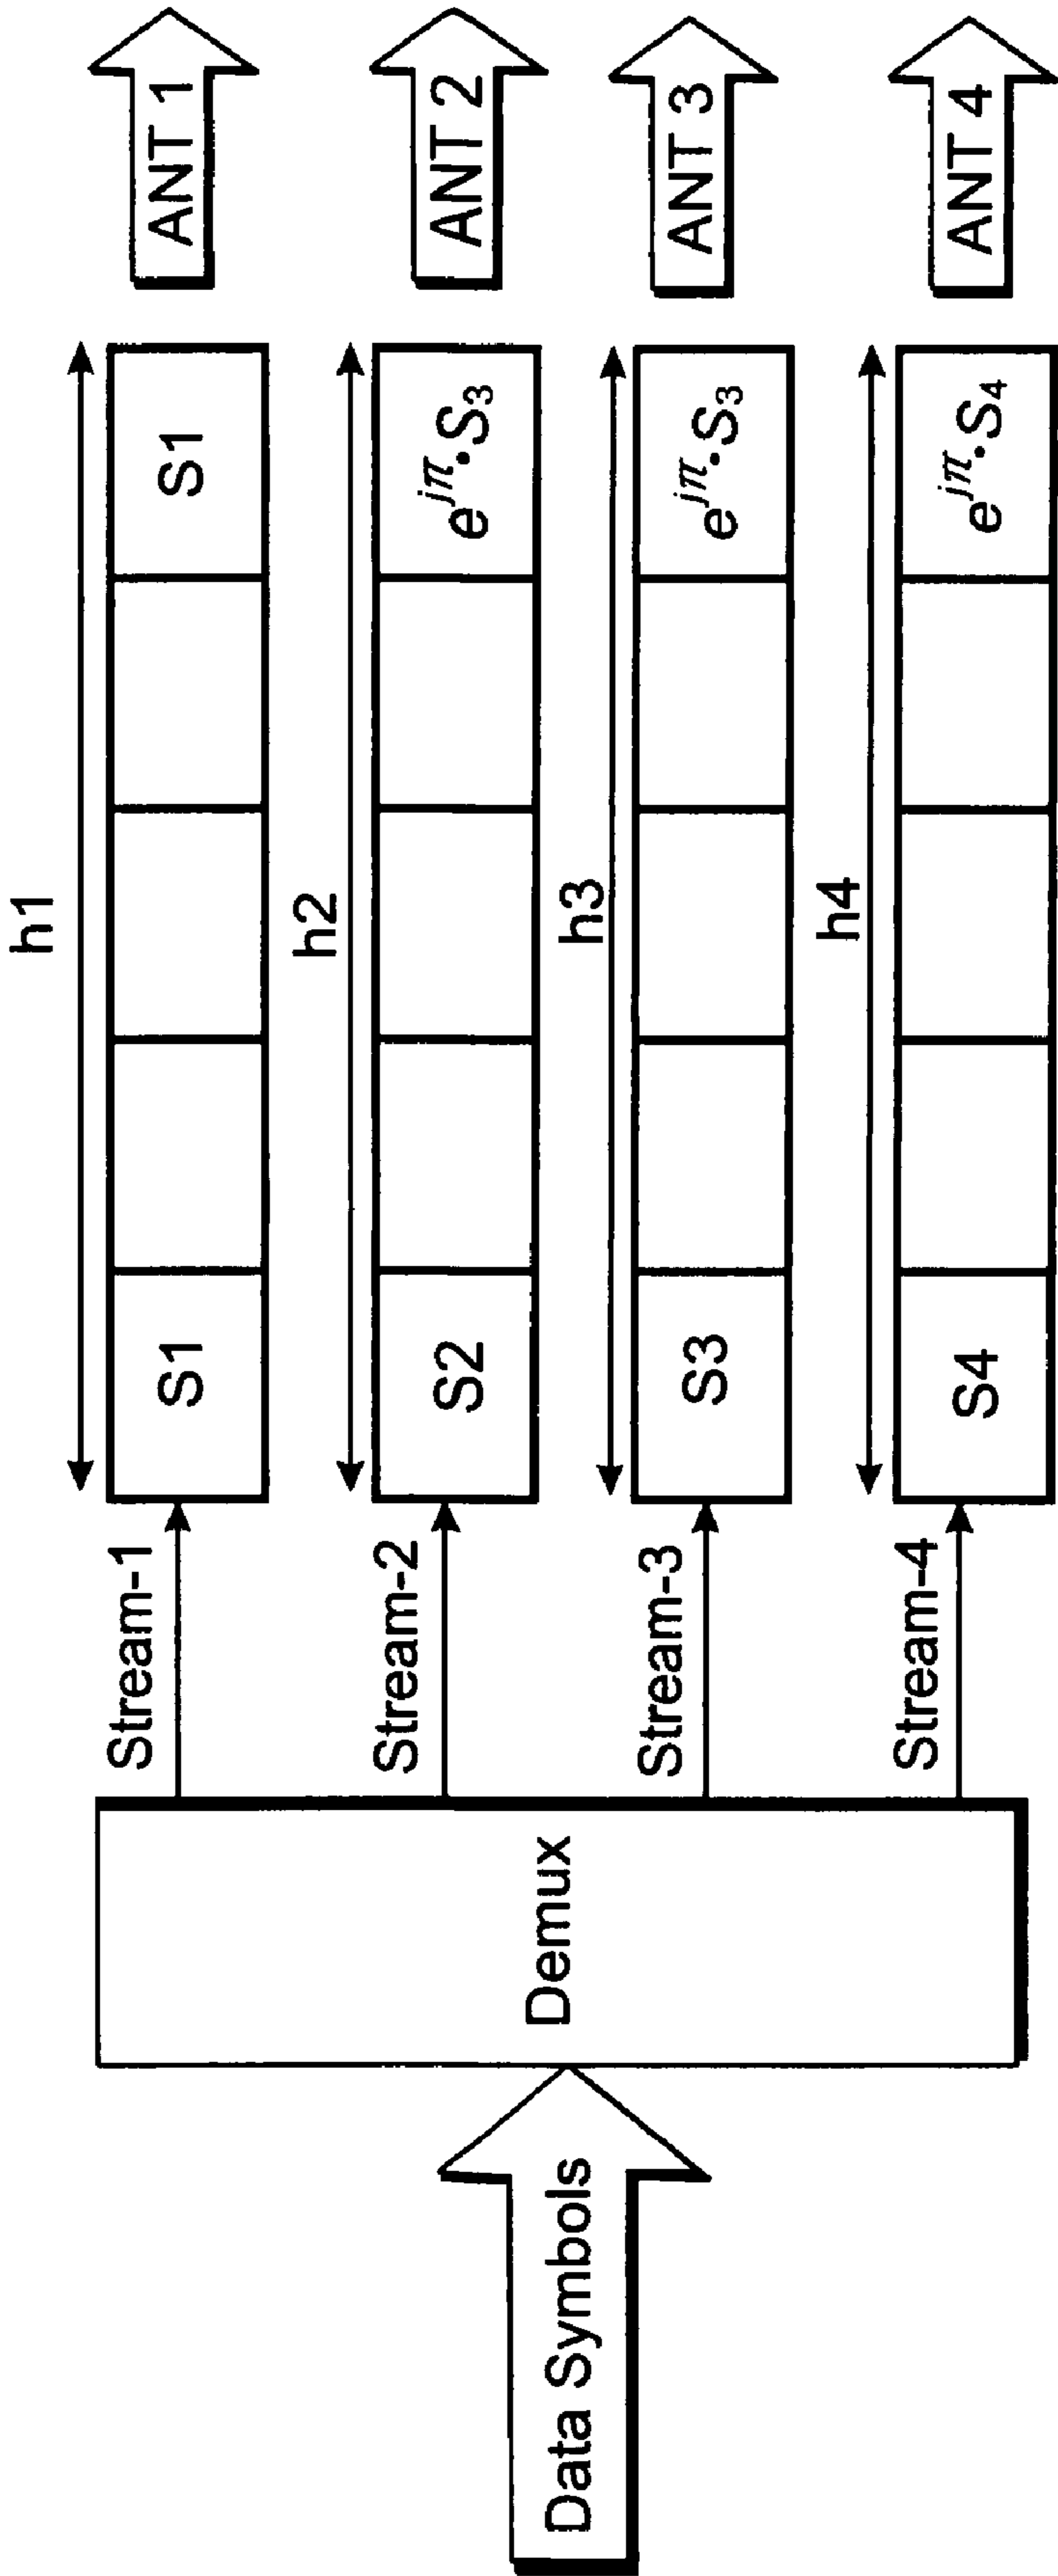 Data Symbols
Demux
Stream-1
h1
S1
S1
ANT 1
Stream-2
h2
S2
e^{jπ}•S₃
ANT 2
Stream-3
h3
S3
e^{jπ}•S₃
ANT 3
Stream-4
h4
S4
e^{jπ}•S₄
ANT 4